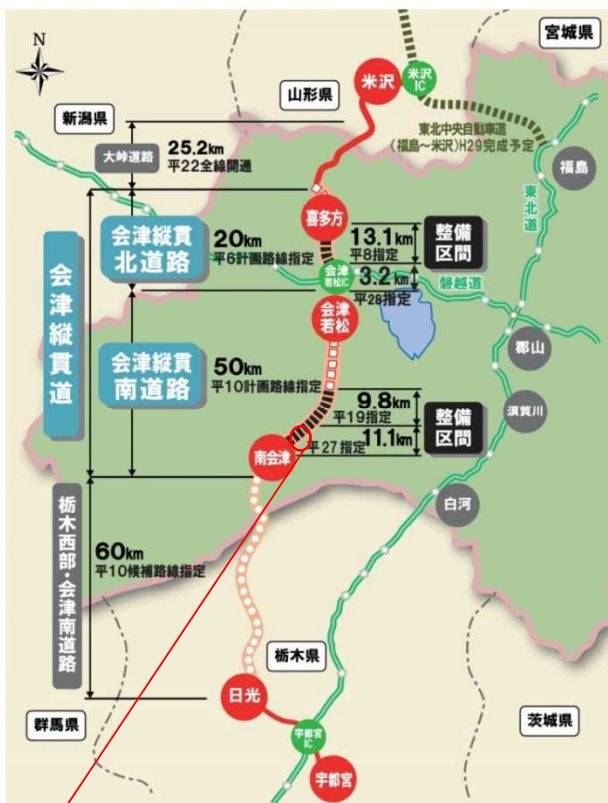 N
宮城県
米沢
米沢
IC
山形県
新潟県
東北中央自動車道
(福島~米沢)H29完成予定
大峠道路
25.2km
平22全線開通
福島
東北道
喜多方
会津縦貫
北道路
20km
平6計画路線指定
13.1km
平8指定
整備
区間
会津
若松IC
3.2km
平28指定
磐越道
会津
若松
会津縦貫道
会津縦貫
南道路
50km
平10計画路線指定
郡山
9.8km
平19指定
須賀川
11.1km
平27指定
整備
区間
南会津
白河
栃木西部・会津南道路
60km
平10候補路線指定
栃木県
日光
群馬県
茨城県
宇都宮
IC
宇都宮